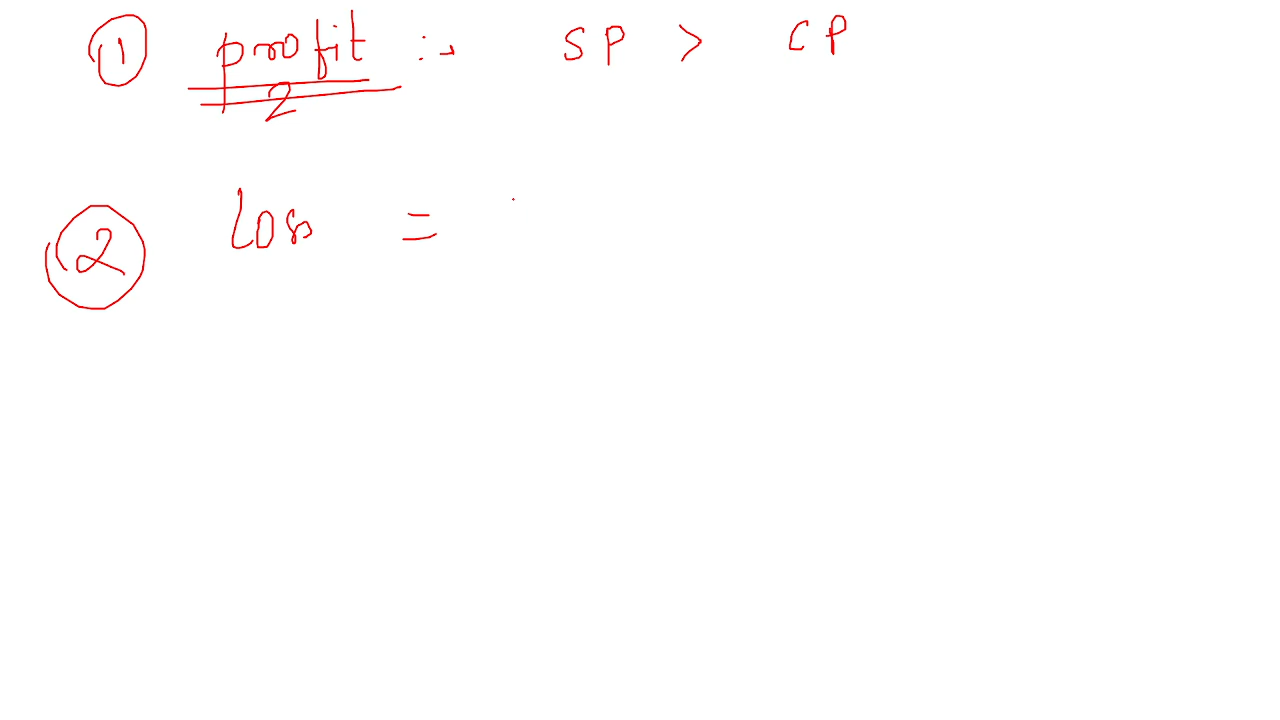 ① profit :→ SP > CP
2
② Loss =